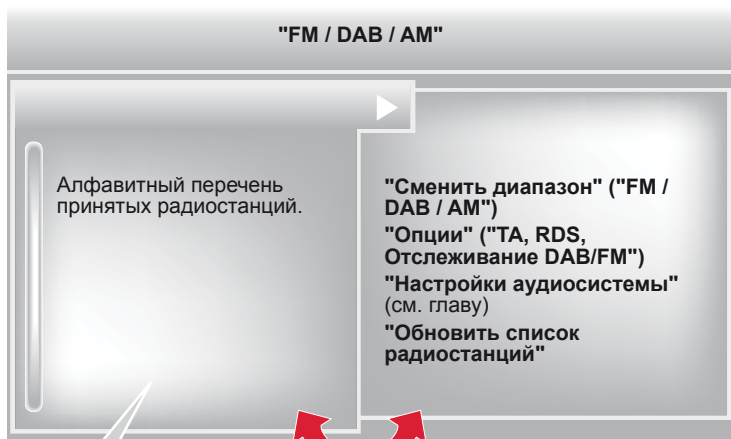 "FM / DAB / AM"
Алфавитный перечень
принятых радиостанций.
"Сменить диапазон" ("FM /
DAB / AM")
"Опции" ("TA, RDS,
Отслеживание DAB/FM")
"Настройки аудиосистемы"
(см. главу)
"Обновить список
радиостанций"